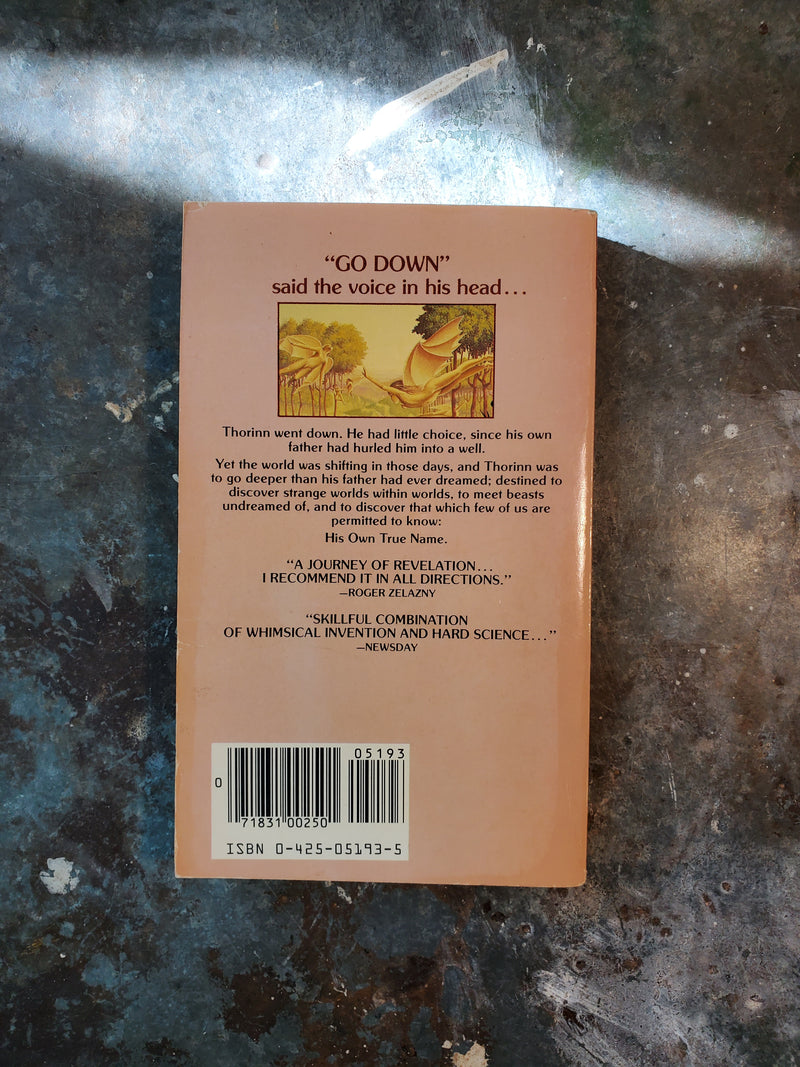 “GO DOWN”
said the voice in his head...
Thorinn went down. He had little choice, since his own
father had hurled him into a well.
Yet the world was shifting in those days, and Thorinn was
to go deeper than his father had ever dreamed; destined to
discover strange worlds within worlds, to meet beasts
undreamed of, and to discover that which few of us are
permitted to know:
His Own True Name.
“A JOURNEY OF REVELATION...
I RECOMMEND IT IN ALL DIRECTIONS.”
—ROGER ZELAZNY
“SKILLFUL COMBINATION
OF WHIMSICAL INVENTION AND HARD SCIENCE...”
—NEWSDAY
05193
0
71831 00250
ISBN 0-425-05193-5